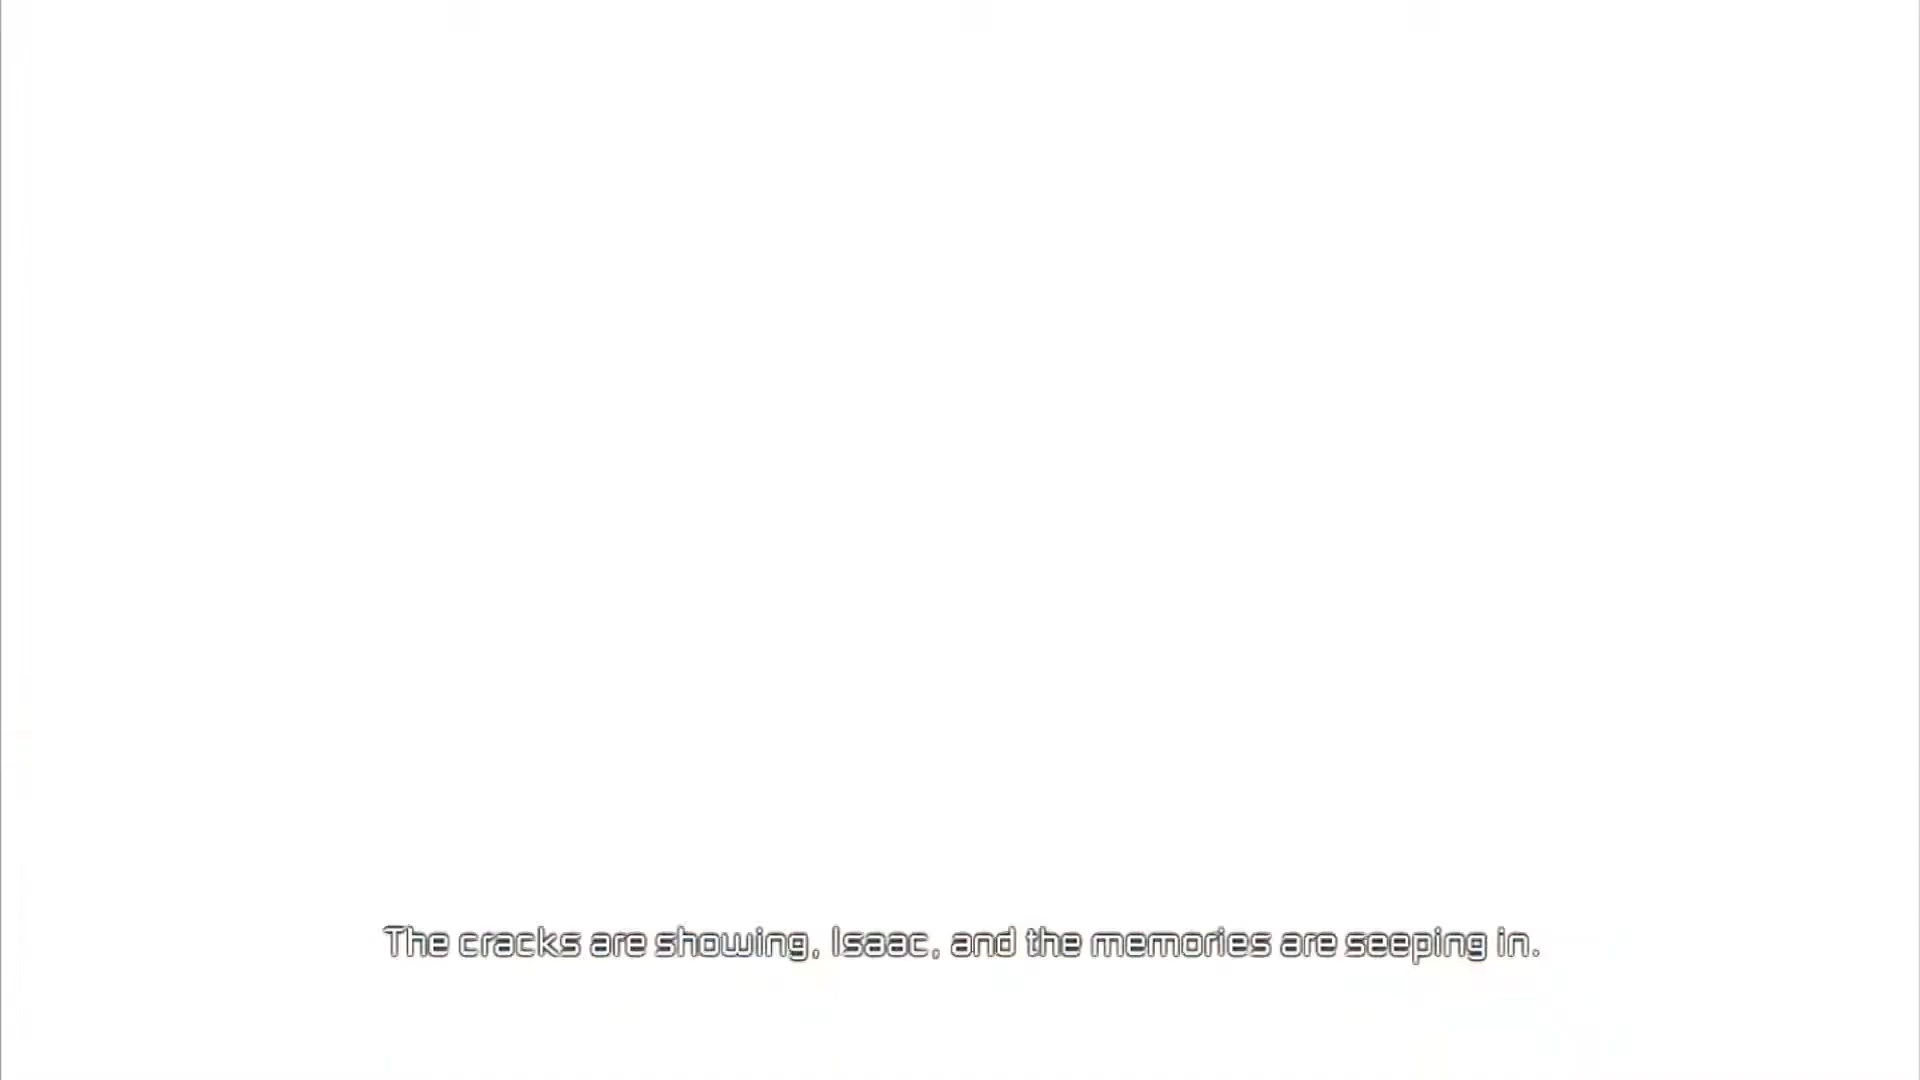 The cracks are showing, Isaac, and the memories are seeping in.